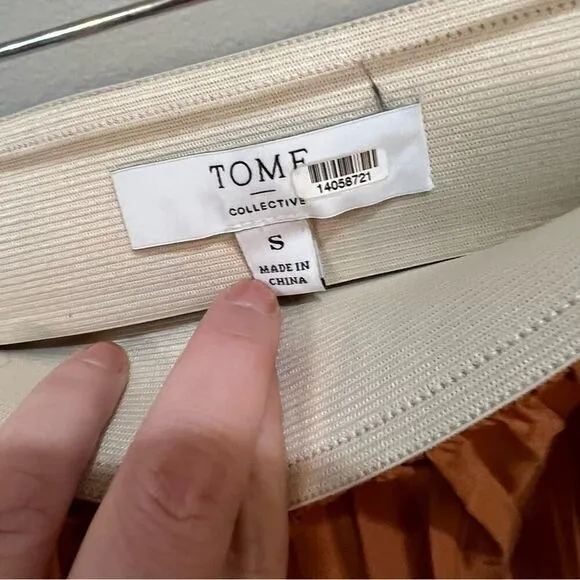 TOME
COLLECTIVE
14058721
S
MADE IN
CHINA